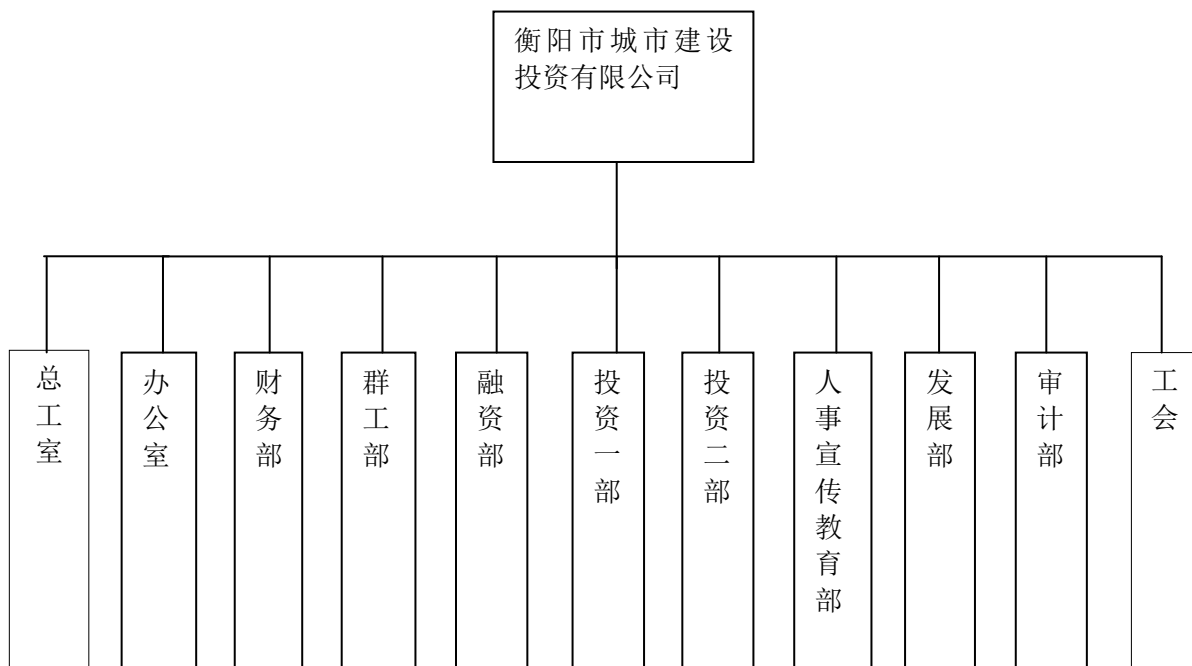 衡阳市城市建设
投资有限公司
总工室
办公室
财务部
群工部
融资部
投资一部
投资二部
人事宣传教育部
发展部
审计部
工会